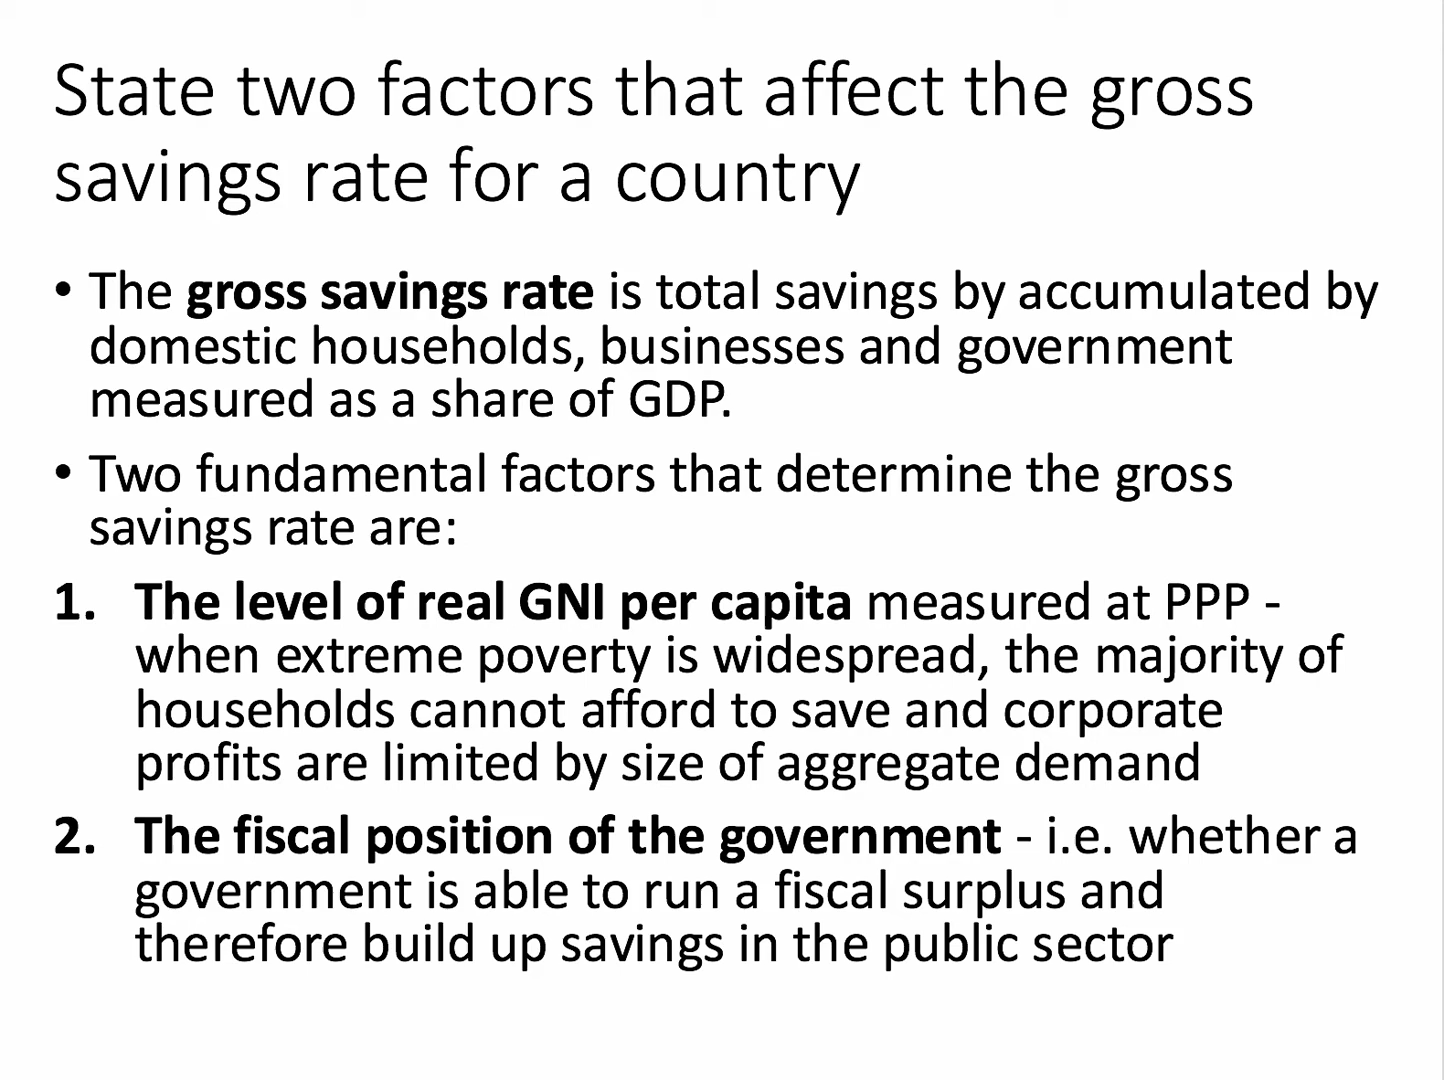 State two factors that affect the gross
savings rate for a country
• The gross savings rate is total savings by accumulated by
domestic households, businesses and government
measured as a share of GDP.
• Two fundamental factors that determine the gross
savings rate are:
1. The level of real GNI per capita measured at PPP -
when extreme poverty is widespread, the majority of
households cannot afford to save and corporate
profits are limited by size of aggregate demand
2. The fiscal position of the government - i.e. whether a
government is able to run a fiscal surplus and
therefore build up savings in the public sector